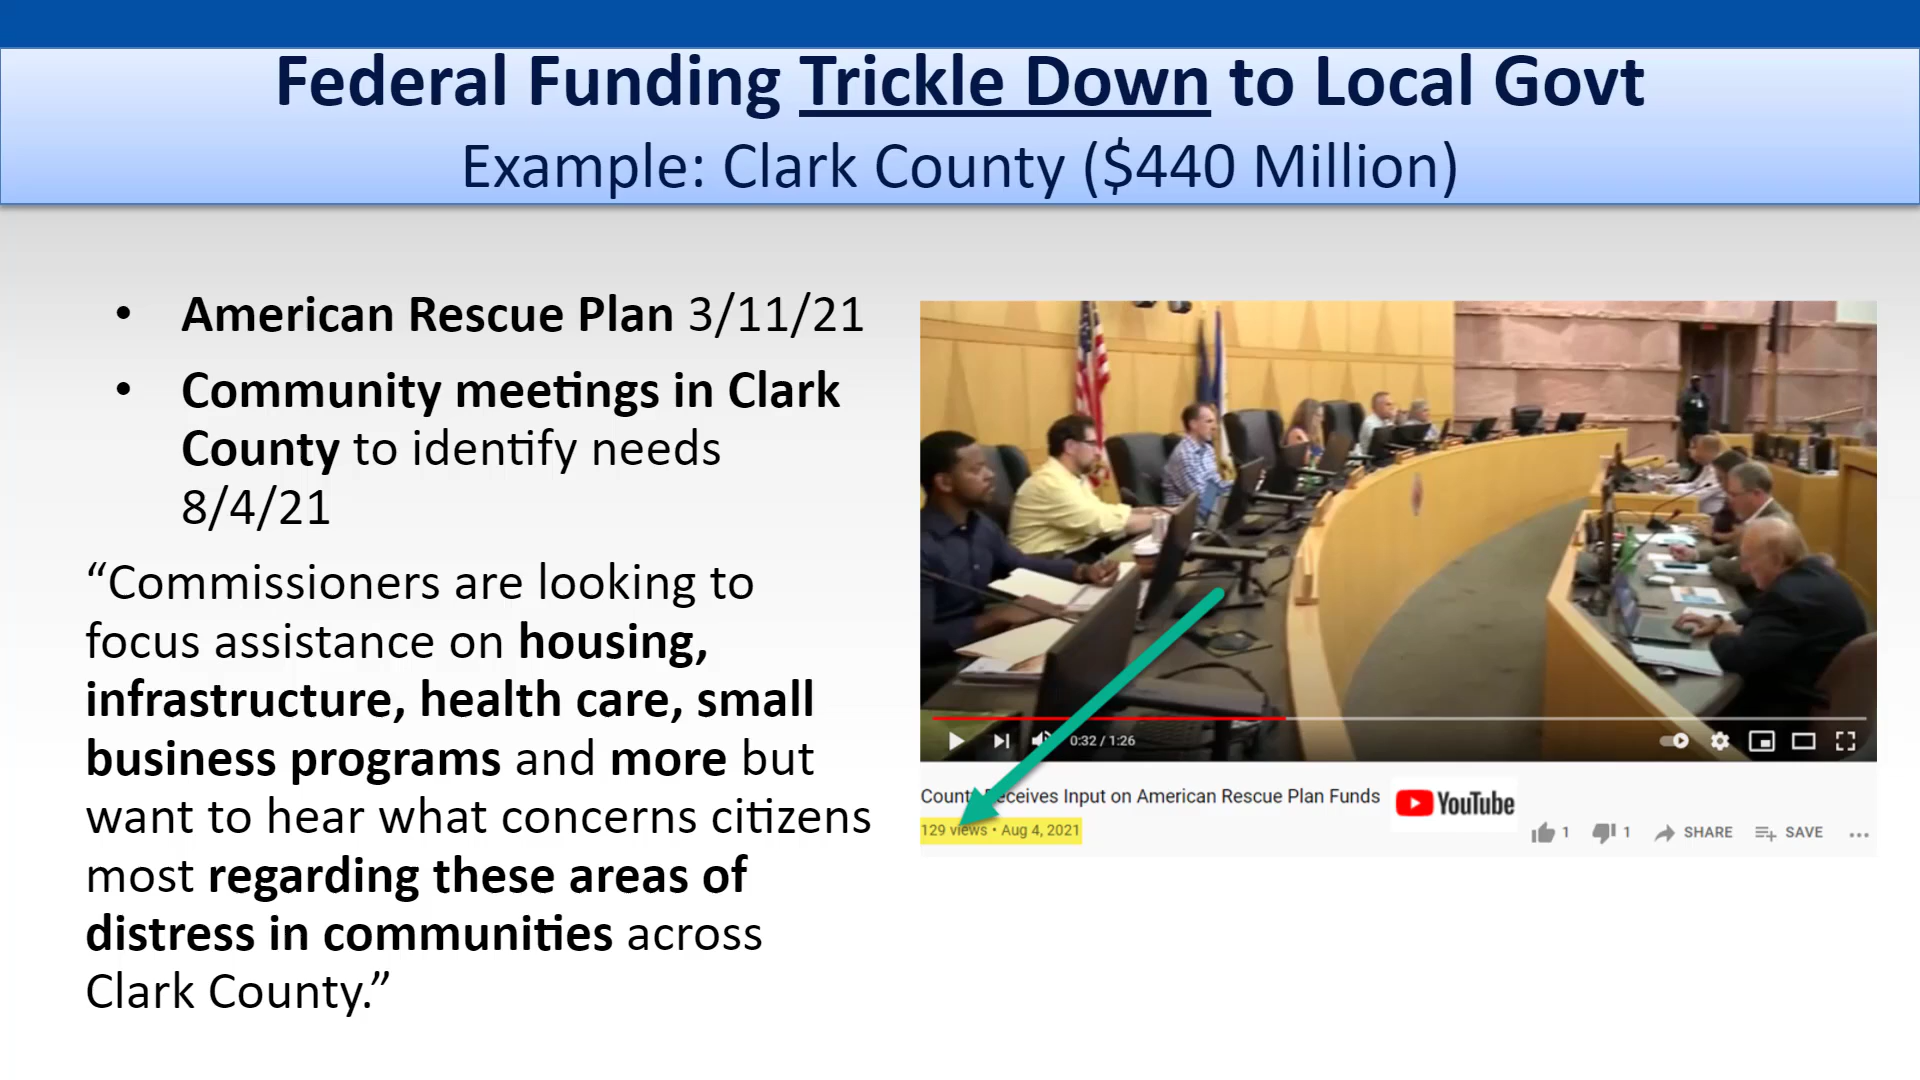 Federal Funding Trickle Down to Local Govt
Example: Clark County ($440 Million)
• American Rescue Plan 3/11/21
• Community meetings in Clark
County to identify needs
8/4/21
“Commissioners are looking to
focus assistance on housing,
infrastructure, health care, small
business programs and more but
want to hear what concerns citizens
most regarding these areas of
distress in communities across
Clark County.”
0:32 / 1:26
Receives Input on American Rescue Plan Funds
YouTube
129 views • Aug 4, 2021
1 1 SHARE SAVE ...